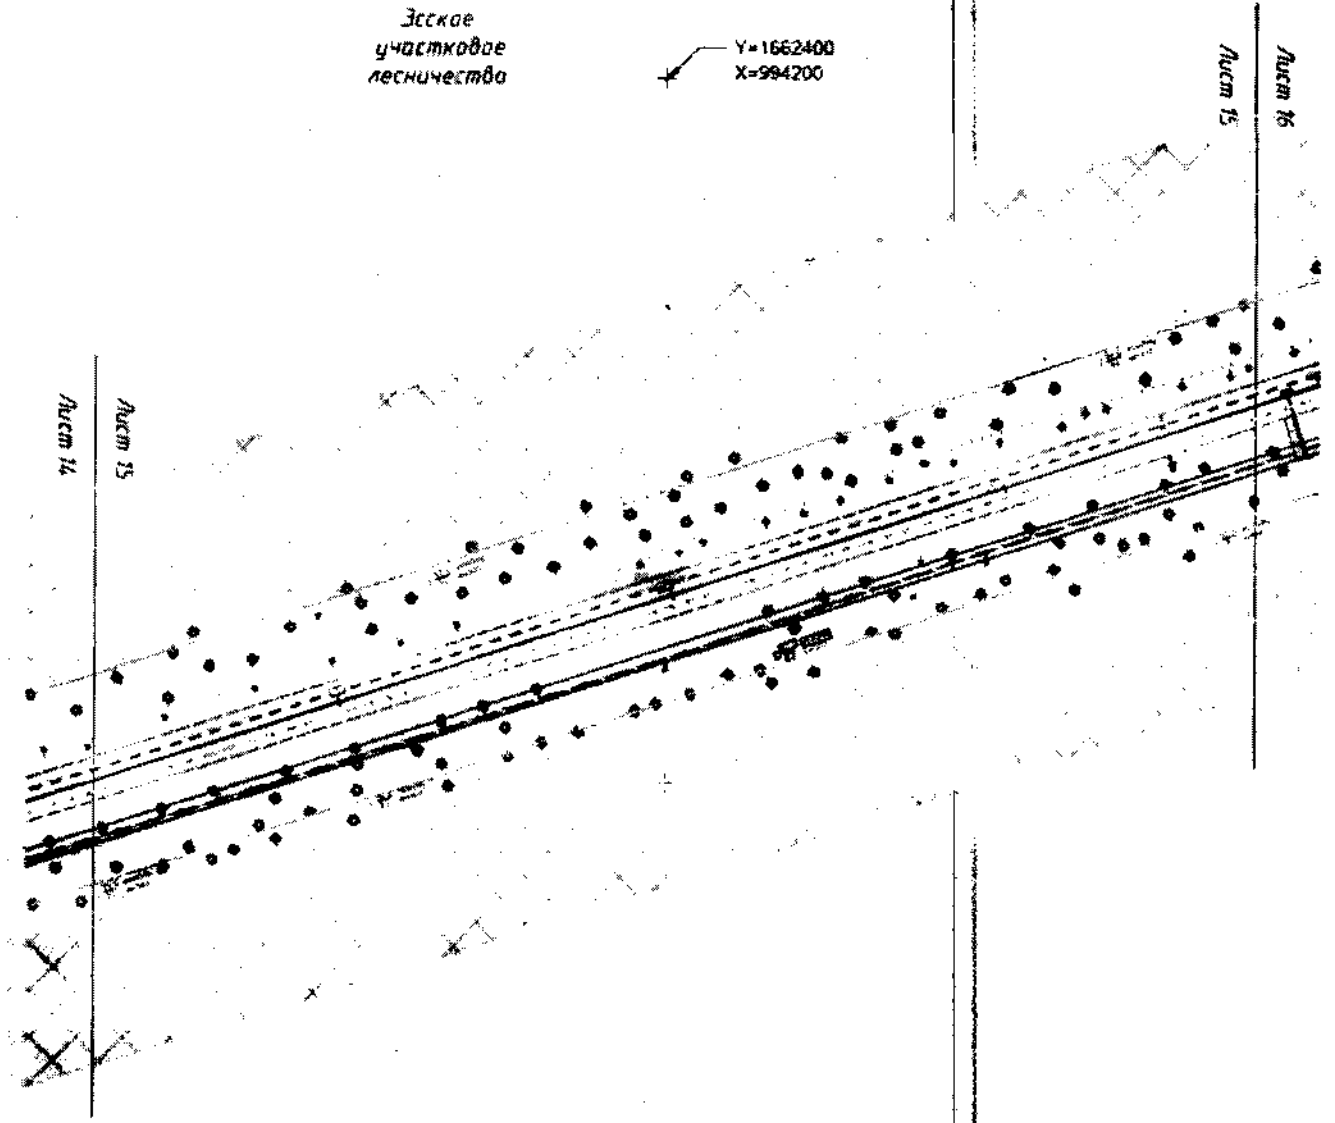 Эсское
участковое
лесничество
Y=1662400
X=994200
Лист 15
Лист 16
Лист 14
Лист 15